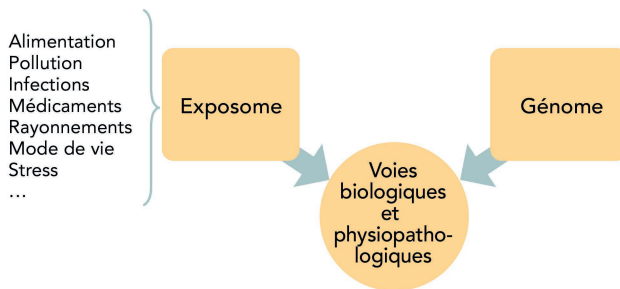 Alimentation
Pollution
Infections
Médicaments
Rayonnements
Mode de vie
Stress
...
Exposome
Génome
Voies
biologiques
et
physiopatho-
logiques